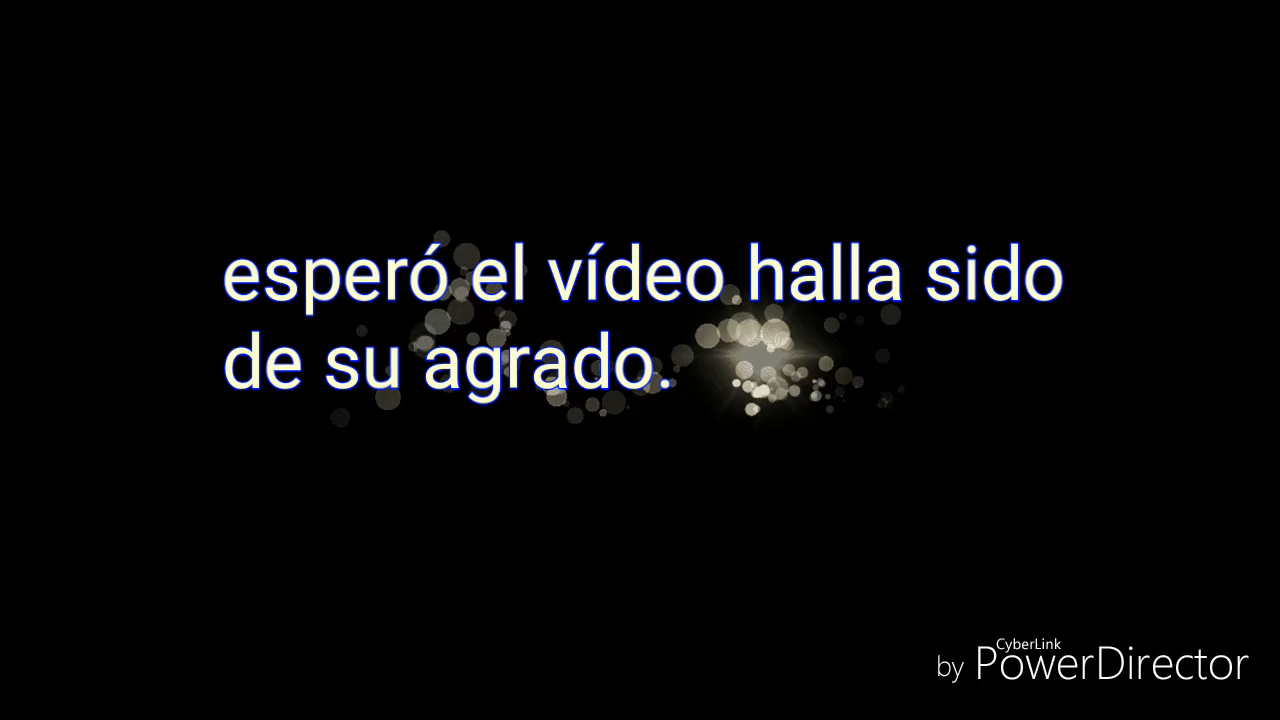 esperó el vídeo halla sido
de su agrado.
CyberLink
by PowerDirector